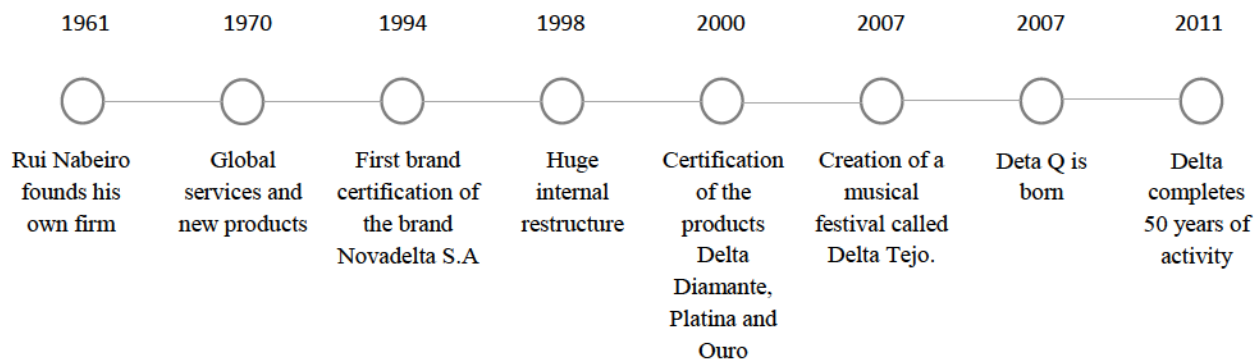 1961
1970
1994
1998
2000
2007
2007
2011
Rui Nabeiro
founds his
own firm
Global
services and
new products
First brand
certification of
the brand
Novadelta S.A
Huge
internal
restructure
Certification
of the
products
Delta
Diamante,
Platina and
Ouro
Creation of a
musical
festival called
Delta Tejo.
Deta Q is
born
Delta
completes
50 years of
activity